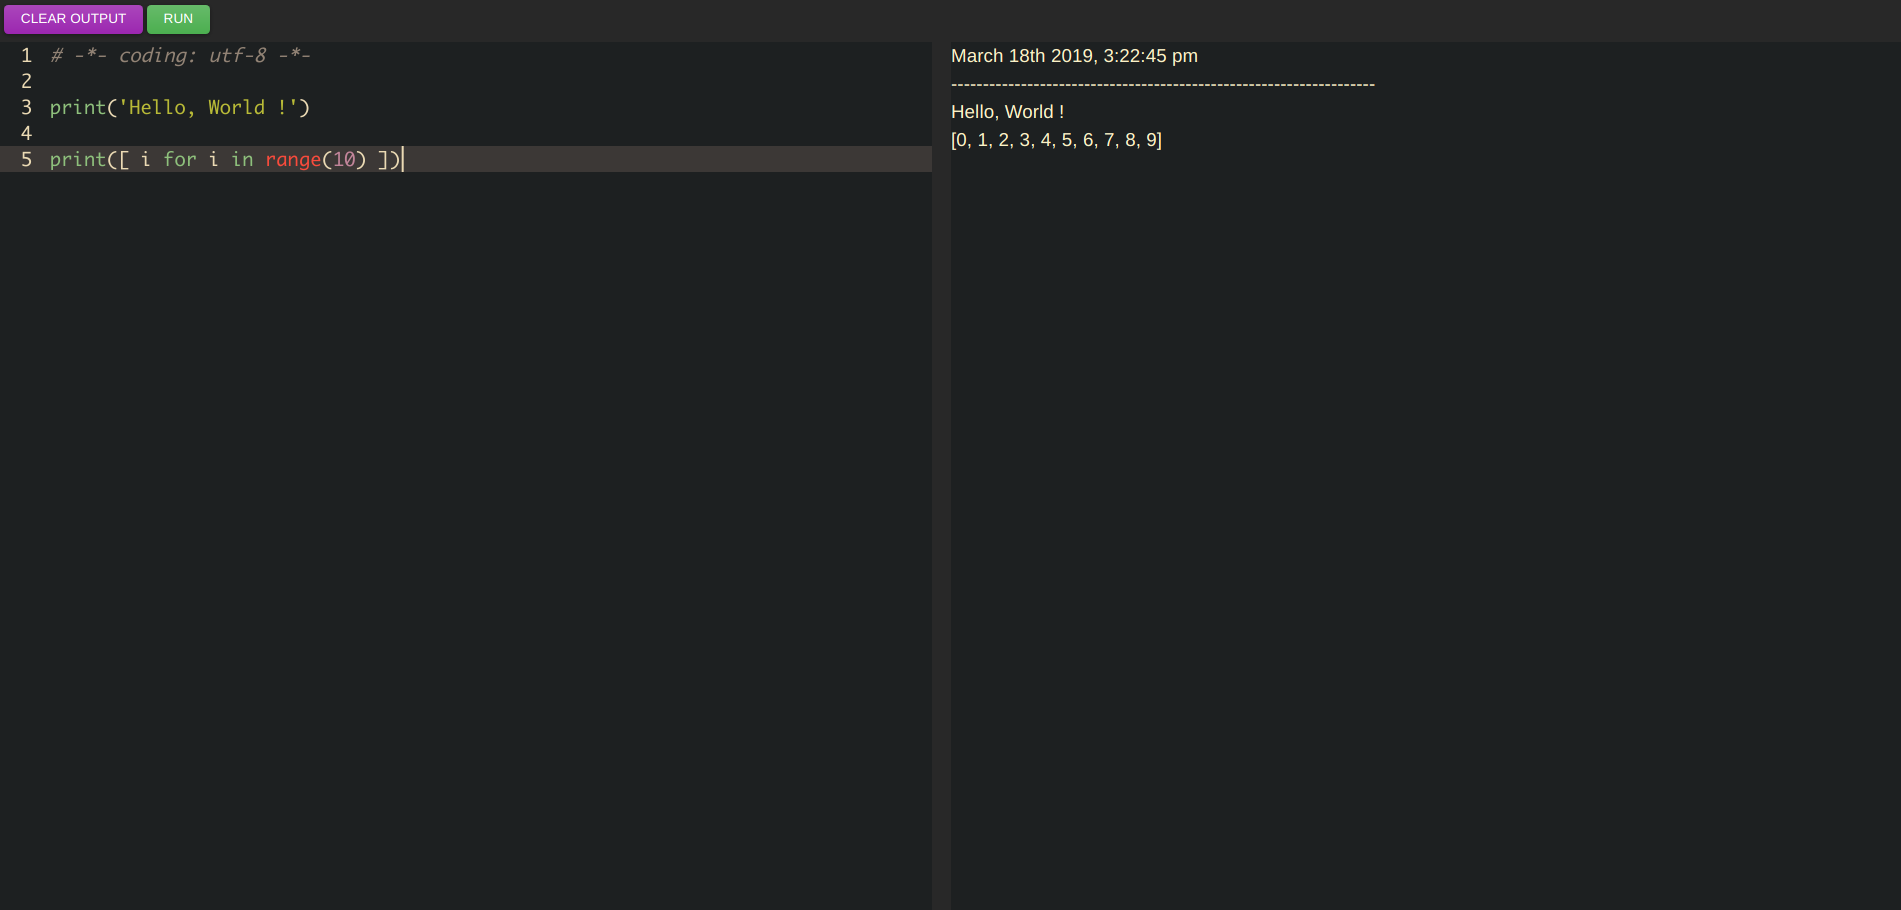 CLEAR OUTPUT RUN
1 # -*- coding: utf-8 -*-
2
3 print('Hello, World !')
4
5 print([ i for i in range(10) ])
March 18th 2019, 3:22:45 pm
-------------------------------------------------------------------
Hello, World !
[0, 1, 2, 3, 4, 5, 6, 7, 8, 9]